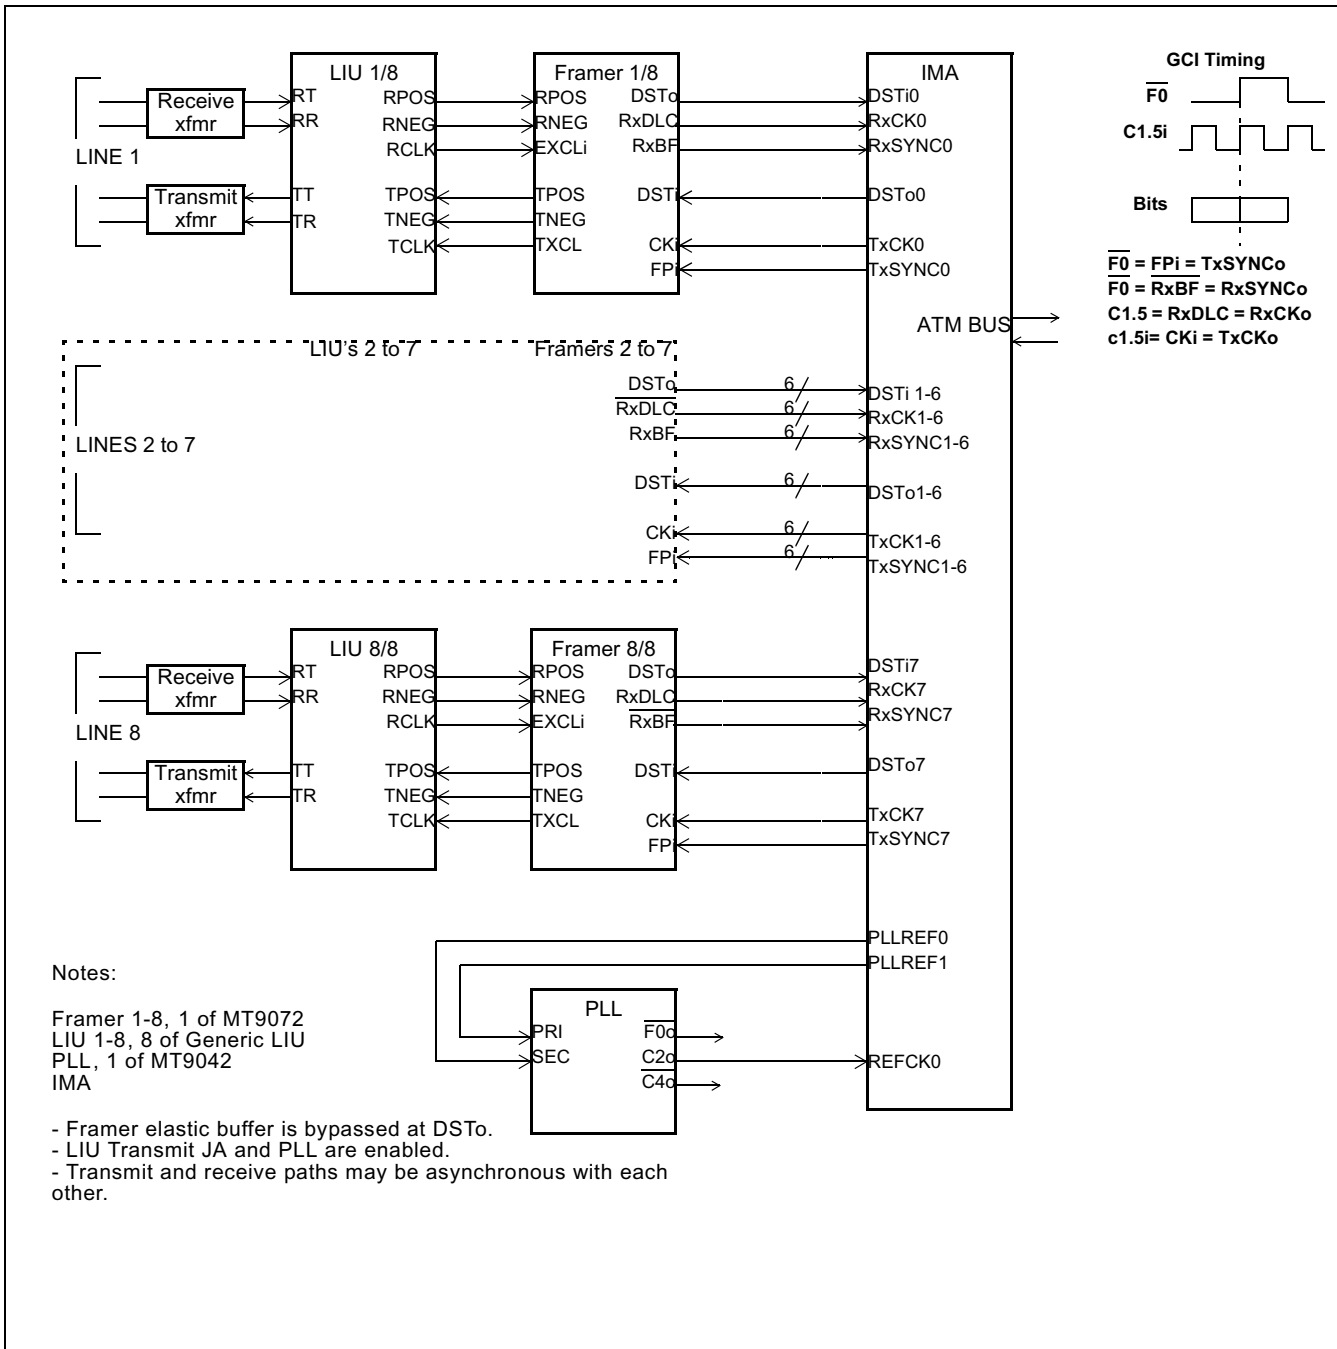 LIU 1/8
Framer 1/8
IMA
GCI Timing
F0
C1.5i
Bits
F0 = FPi = TxSYNCo
F0 = RxBF = RxSYNCo
C1.5 = RxDLC = RxCKo
c1.5i= CKi = TxCKo
LINE 1
Receive
xfmr
Transmit
xfmr
RT
RR
TT
TR
RPOS
RNEG
RCLK
TPOS
TNEG
TCLK
RPOS
RNEG
EXCLi
TPOS
TNEG
TXCL
DSTo
RxDLC
RxBF
DSTi
CKi
FPi
DSTi0
RxCK0
RxSYNC0
DSTo0
TxCK0
TxSYNC0
ATM BUS
LIU's 2 to 7
Framers 2 to 7
LINES 2 to 7
DSTo
RxDLC
RxBF
DSTi
CKi
FPi
6
6
6
6
6
6
DSTi 1-6
RxCK1-6
RxSYNC1-6
DSTo1-6
TxCK1-6
TxSYNC1-6
LIU 8/8
Framer 8/8
LINE 8
Receive
xfmr
Transmit
xfmr
RT
RR
TT
TR
RPOS
RNEG
RCLK
TPOS
TNEG
TCLK
RPOS
RNEG
EXCLi
TPOS
TNEG
TXCL
DSTo
RxDLC
RxBF
DSTi
CKi
FPi
DSTi7
RxCK7
RxSYNC7
DSTo7
TxCK7
TxSYNC7
PLLREF0
PLLREF1
REFCK0
PLL
PRI
SEC
F0o
C2o
C4o
Notes:
Framer 1-8, 1 of MT9072
LIU 1-8, 8 of Generic LIU
PLL, 1 of MT9042
IMA
- Framer elastic buffer is bypassed at DSTo.
- LIU Transmit JA and PLL are enabled.
- Transmit and receive paths may be asynchronous with each
other.